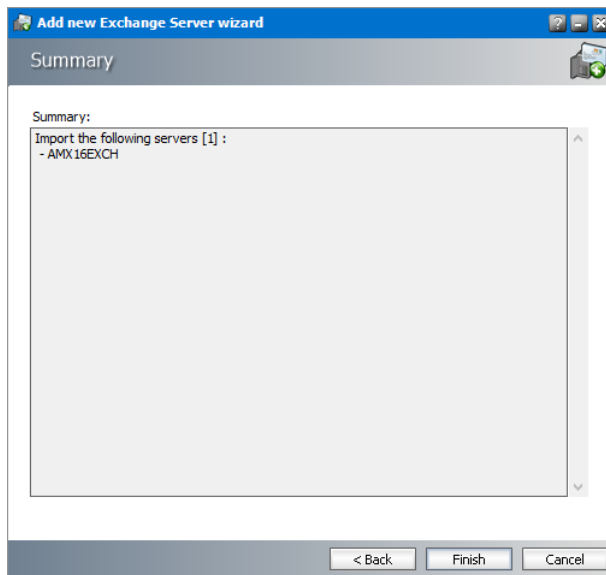 Add new Exchange Server wizard
Summary
Summary:
Import the following servers [1] :
- AMX16EXCH
< Back
Finish
Cancel